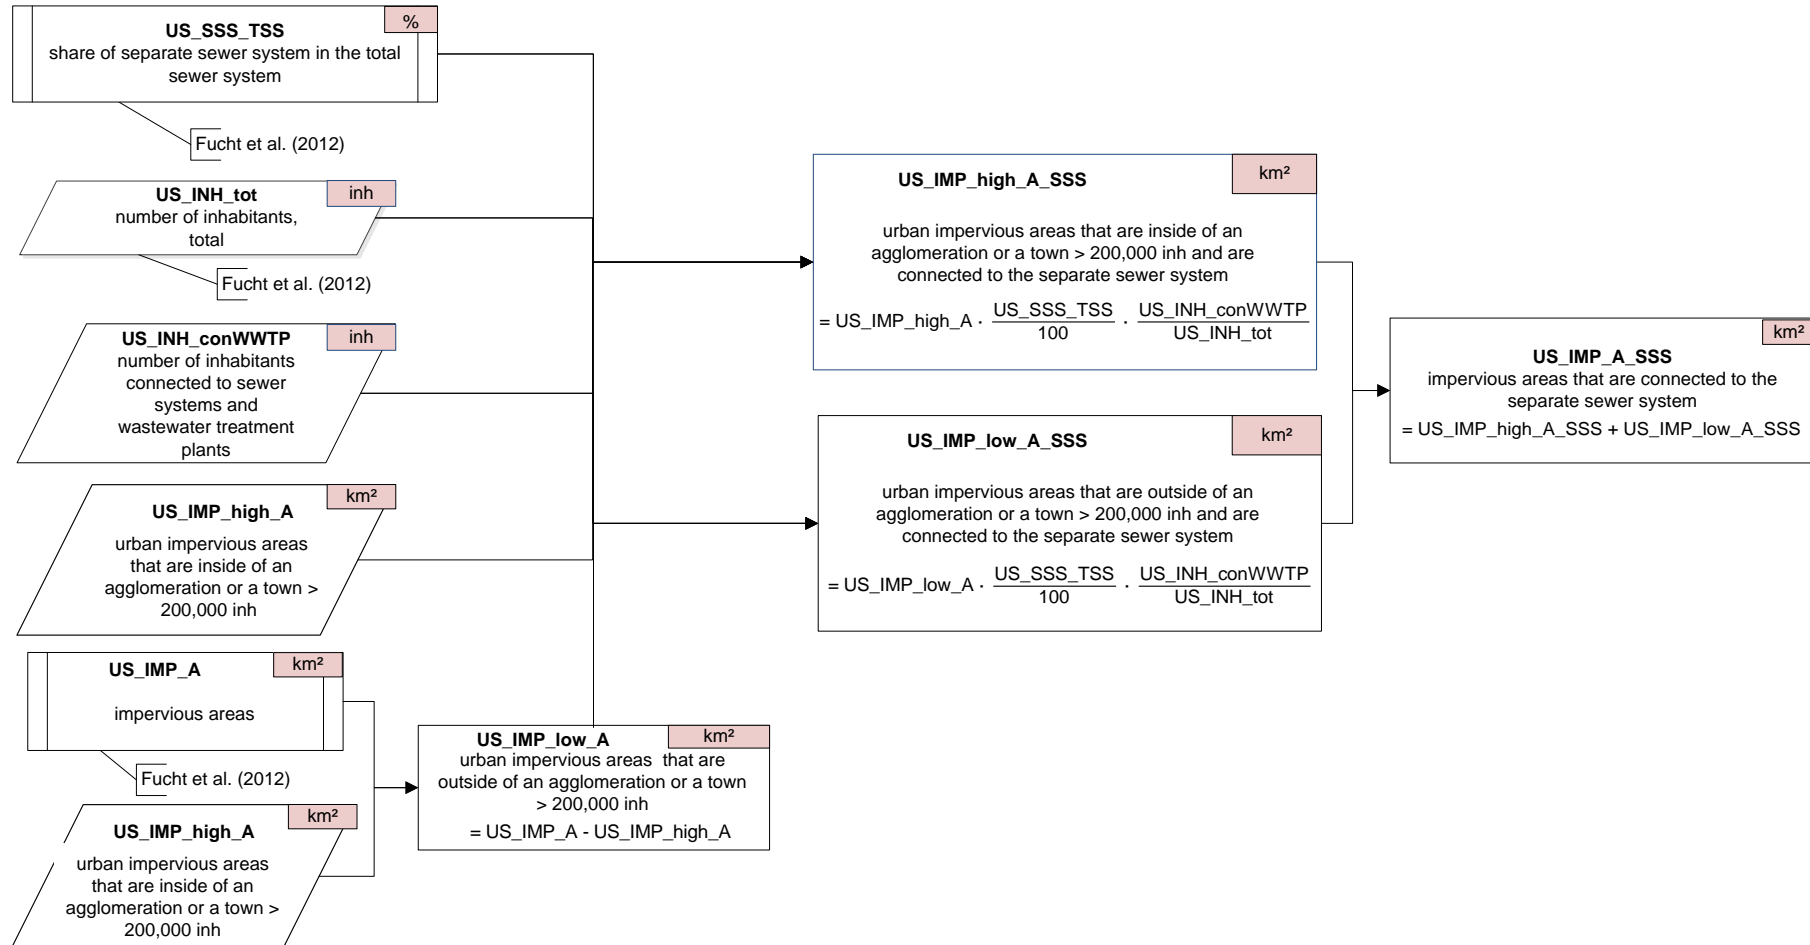 %
US_SSS_TSS
share of separate sewer system in the total
sewer system
Fucht et al. (2012)
inh
US_INH_tot
number of inhabitants,
total
Fucht et al. (2012)
inh
US_INH_conWWTP
number of inhabitants
connected to sewer
systems and
wastewater treatment
plants
km²
US_IMP_high_A
urban impervious areas
that are inside of an
agglomeration or a town >
200,000 inh
km²
US_IMP_A
impervious areas
Fucht et al. (2012)
km²
US_IMP_high_A
urban impervious areas
that are inside of an
agglomeration or a town >
200,000 inh
km²
US_IMP_low_A
urban impervious areas that are
outside of an agglomeration or a town
> 200,000 inh
= US_IMP_A - US_IMP_high_A
km²
US_IMP_high_A_SSS
urban impervious areas that are inside of an
agglomeration or a town > 200,000 inh and are
connected to the separate sewer system
= US_IMP_high_A · US_SSS_TSS / 100 · US_INH_conWWTP / US_INH_tot
km²
US_IMP_low_A_SSS
urban impervious areas that are outside of an
agglomeration or a town > 200,000 inh and are
connected to the separate sewer system
= US_IMP_low_A · US_SSS_TSS / 100 · US_INH_conWWTP / US_INH_tot
km²
US_IMP_A_SSS
impervious areas that are connected to the
separate sewer system
= US_IMP_high_A_SSS + US_IMP_low_A_SSS